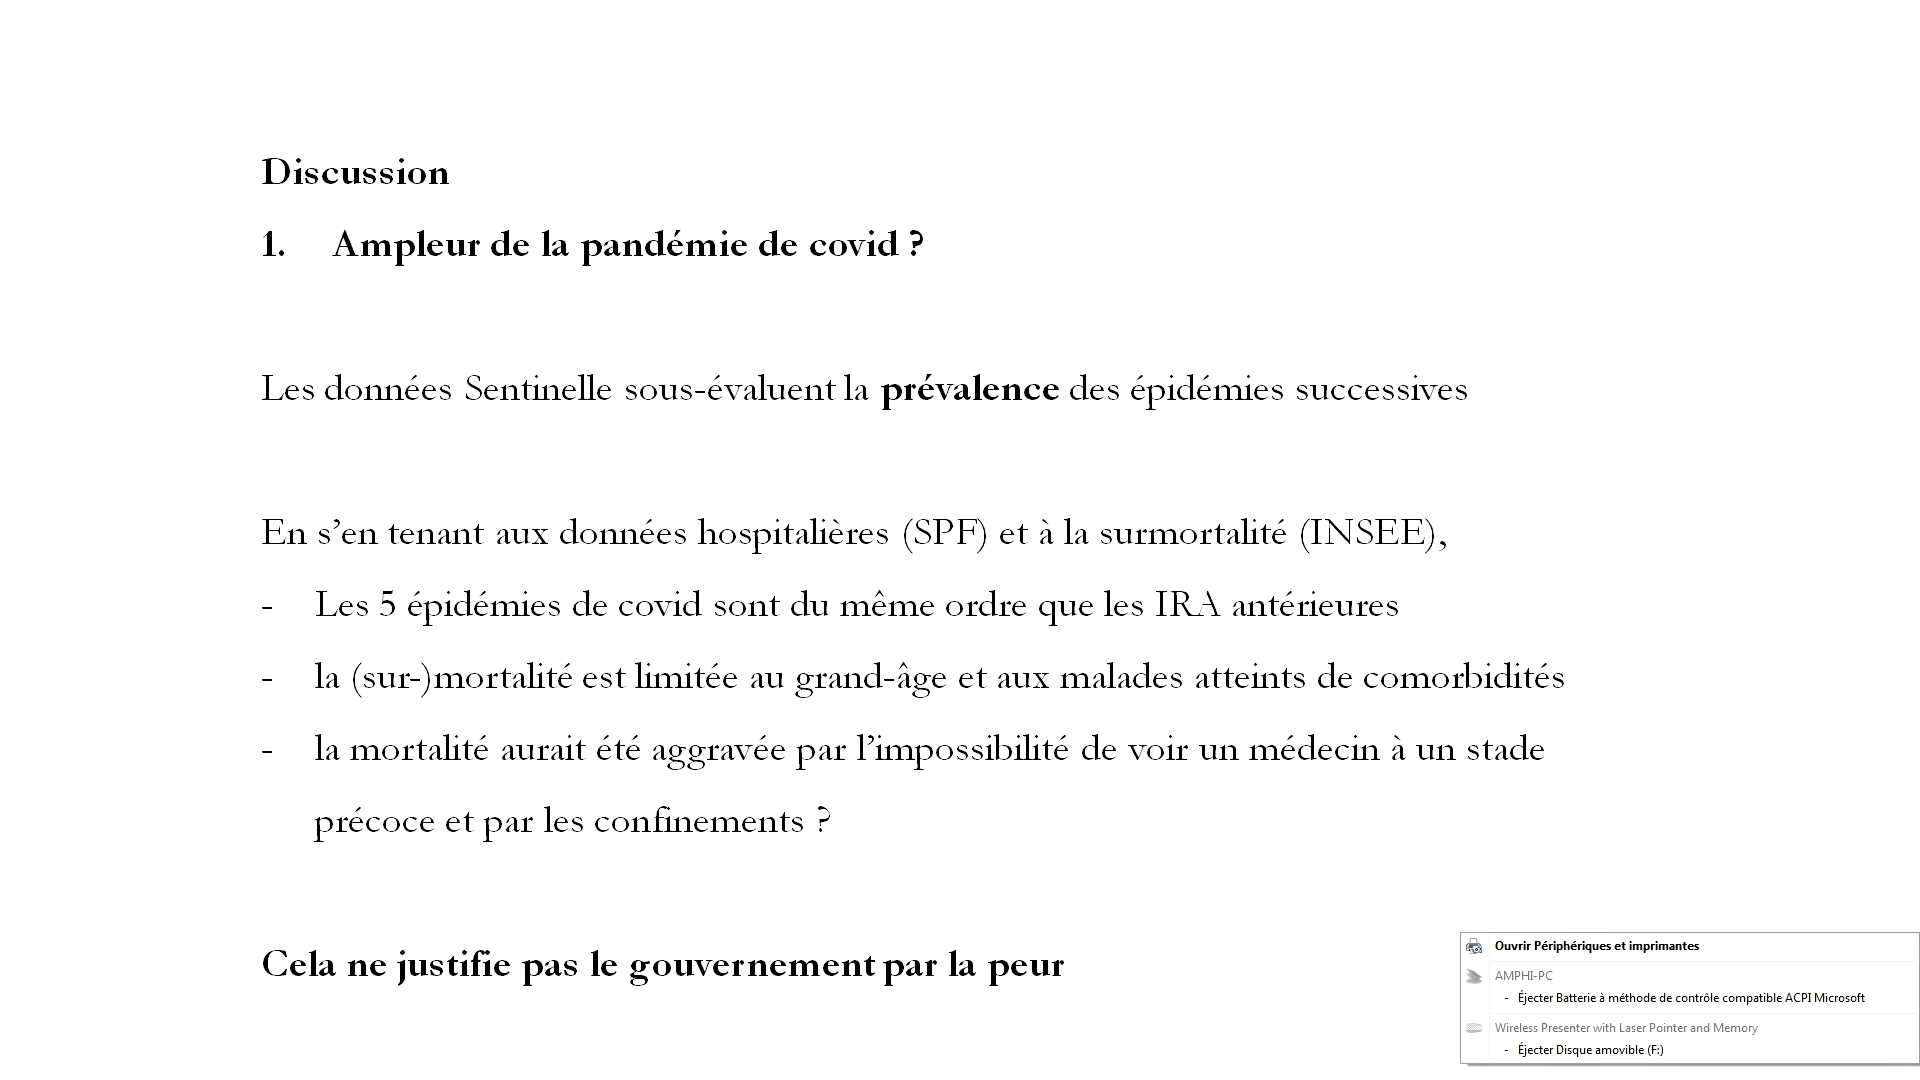 Discussion
1. Ampleur de la pandémie de covid ?
Les données Sentinelle sous-évaluent la prévalence des épidémies successives
En s’en tenant aux données hospitalières (SPF) et à la surmortalité (INSEE),
- Les 5 épidémies de covid sont du même ordre que les IRA antérieures
- la (sur-)mortalité est limitée au grand-âge et aux malades atteints de comorbidités
- la mortalité aurait été aggravée par l’impossibilité de voir un médecin à un stade
précoce et par les confinements ?
Cela ne justifie pas le gouvernement par la peur
Ouvrir Périphériques et imprimantes
AMPHI-PC
- Éjecter Batterie à méthode de contrôle compatible ACPI Microsoft
Wireless Presenter with Laser Pointer and Memory
- Éjecter Disque amovible (F:)